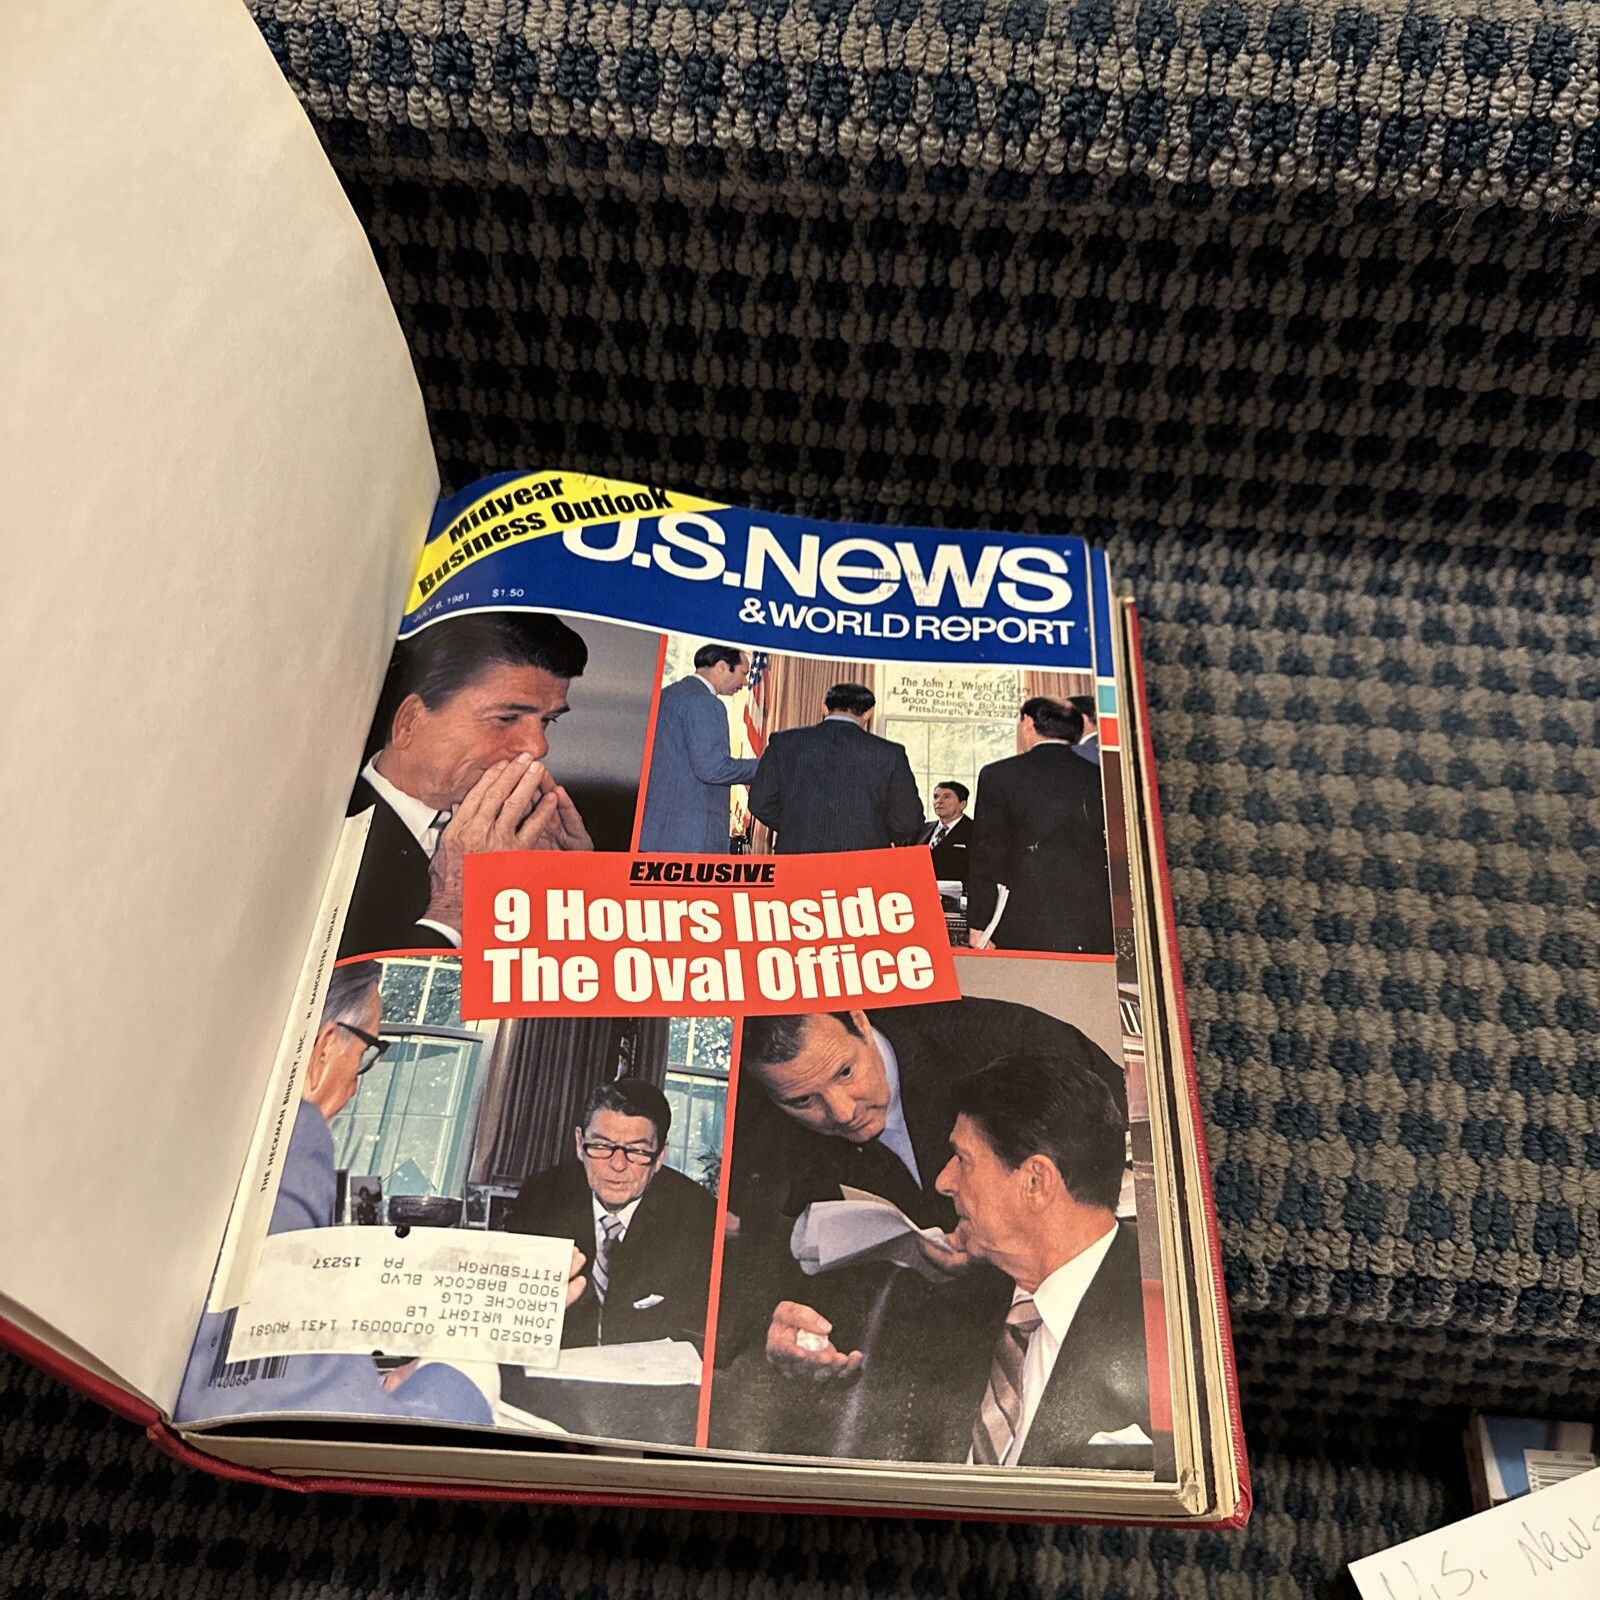 Midyear
Business Outlook
U.S.NeWS
&WORLD RePORT
JULY 6, 1981 $1.50
The John J. Wright Library
LA ROCHE COLLEGE
9000 Babcock
Pittsburgh, Pa. 15237
EXCLUSIVE
9 Hours Inside
The Oval Office
THE HECKMAN BINDERY, INC. N. MANCHESTER, INDIANA
64052D LLR 00J00091 1431 AUG81
JOHN WRIGHT LB
LAROCHE CLG
9000 BABCOCK BLVD
PITTSBURGH PA 15237
140066
U.S. News